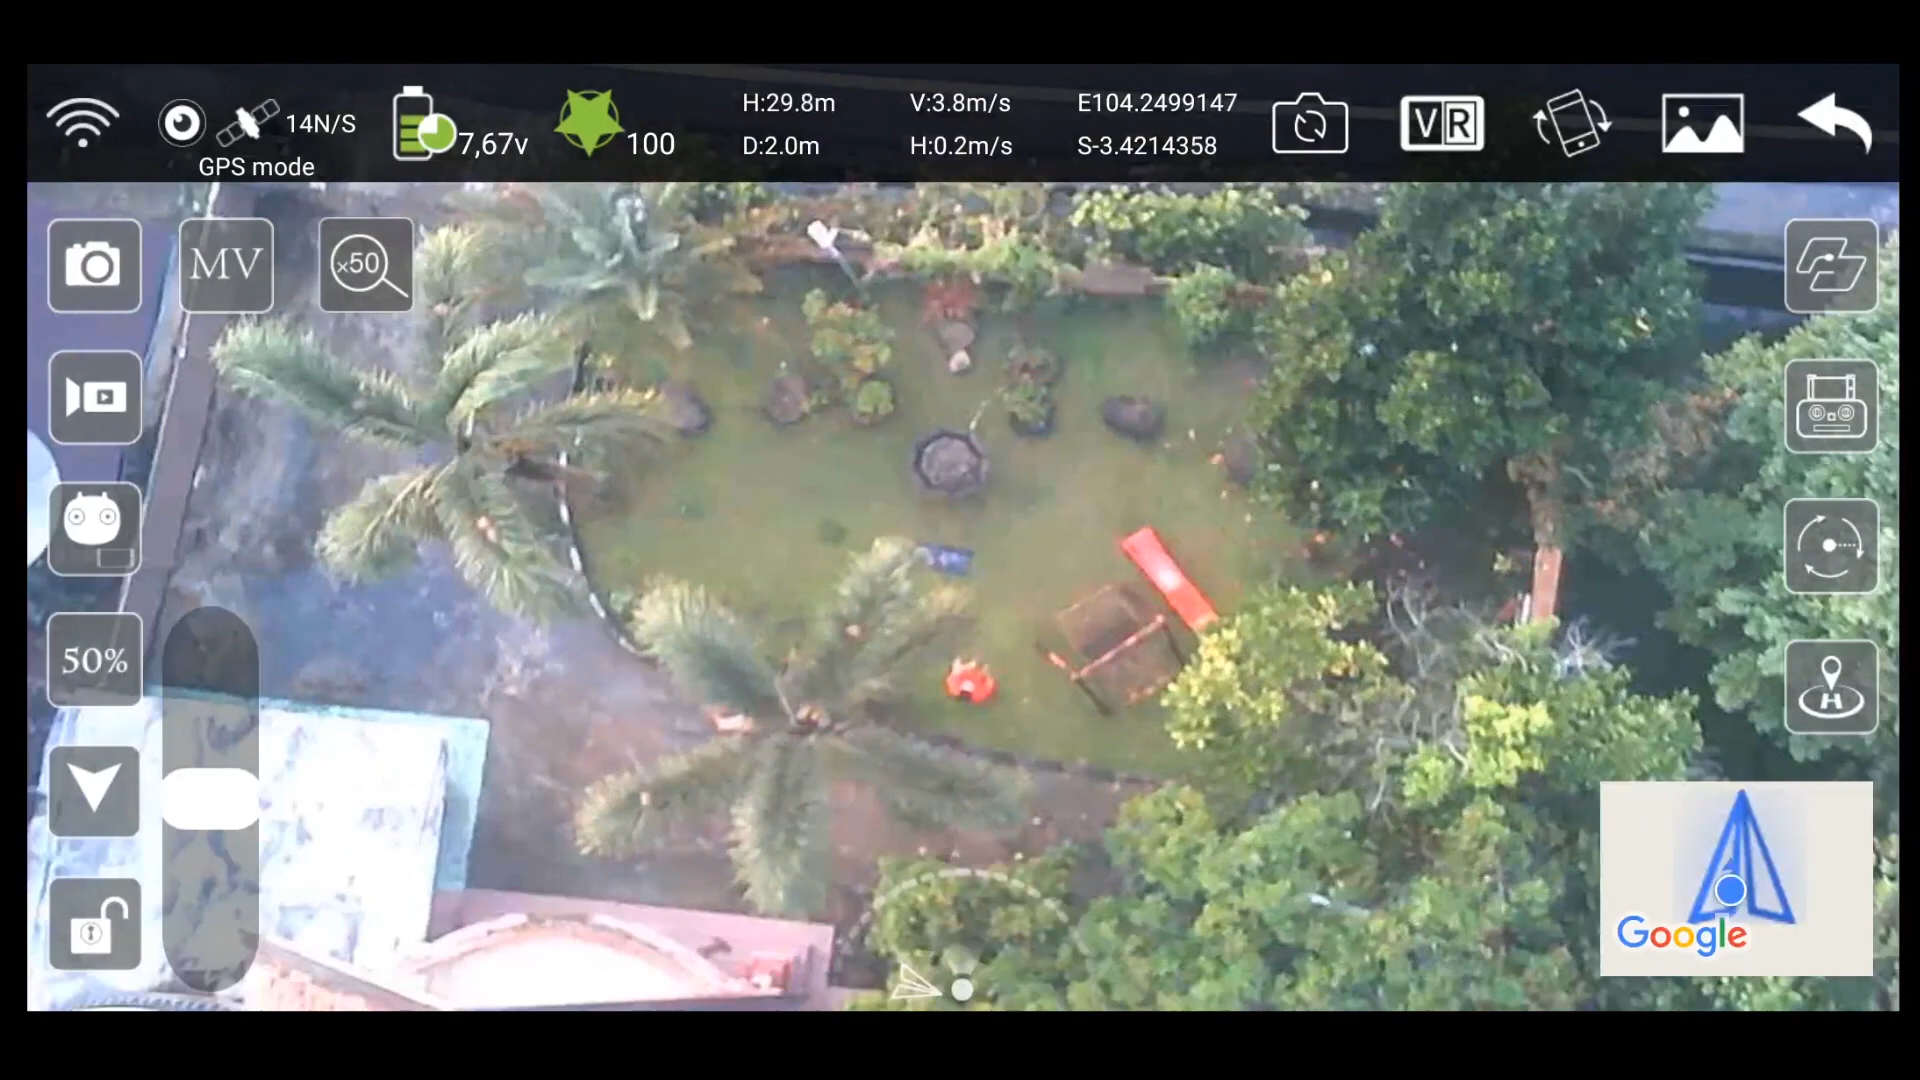 14N/S
GPS mode
7,67v
100
H:29.8m
V:3.8m/s
E104.2499147
D:2.0m
H:0.2m/s
S-3.4214358
VR
MV
x50
50%
H
Google